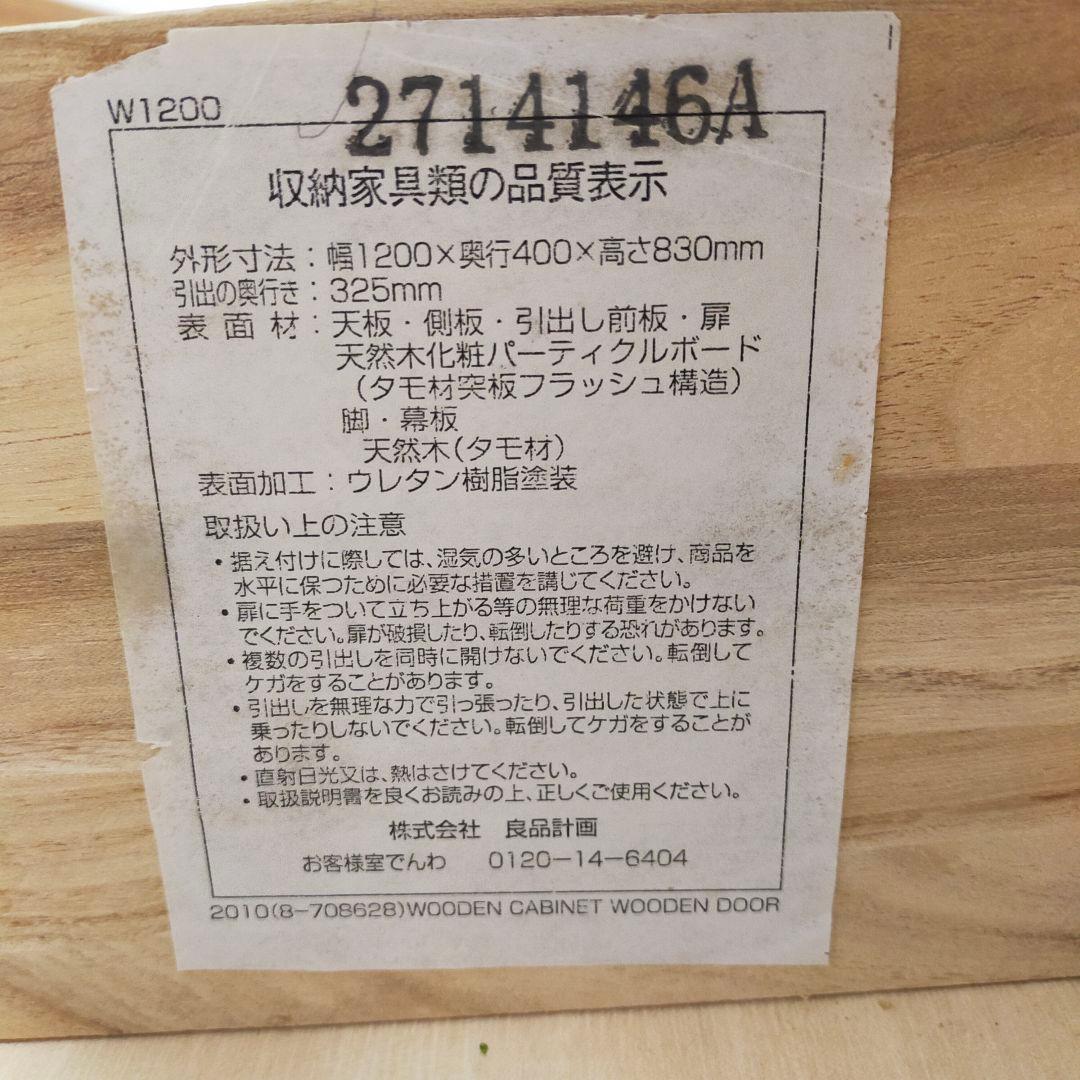 W1200
2714146A
収納家具類の品質表示
外形寸法：幅1200×奥行400×高さ830mm
引出の奥行き：325mm
表面材：天板・側板・引出し前板・扉
天然木化粧パーティクルボード
（タモ材突板フラッシュ構造）
脚・幕板
天然木（タモ材）
表面加工：ウレタン樹脂塗装
取扱い上の注意
・据え付けに際しては、湿気の多いところを避け、商品を
水平に保つために必要な措置を講じてください。
・扉に手をついて立ち上がる等の無理な荷重をかけない
でください。扉が破損したり、転倒したりする恐れがあります。
・複数の引出しを同時に開けないでください。転倒して
ケガをすることがあります。
・引出しを無理な力で引っ張ったり、引出した状態で上に
乗ったりしないでください。転倒してケガをすることが
あります。
・直射日光又は、熱はさけてください。
・取扱説明書を良くお読みの上、正しくご使用ください。
株式会社 良品計画
お客様室でんわ 0120-14-6404
2010(8-708628)WOODEN CABINET WOODEN DOOR